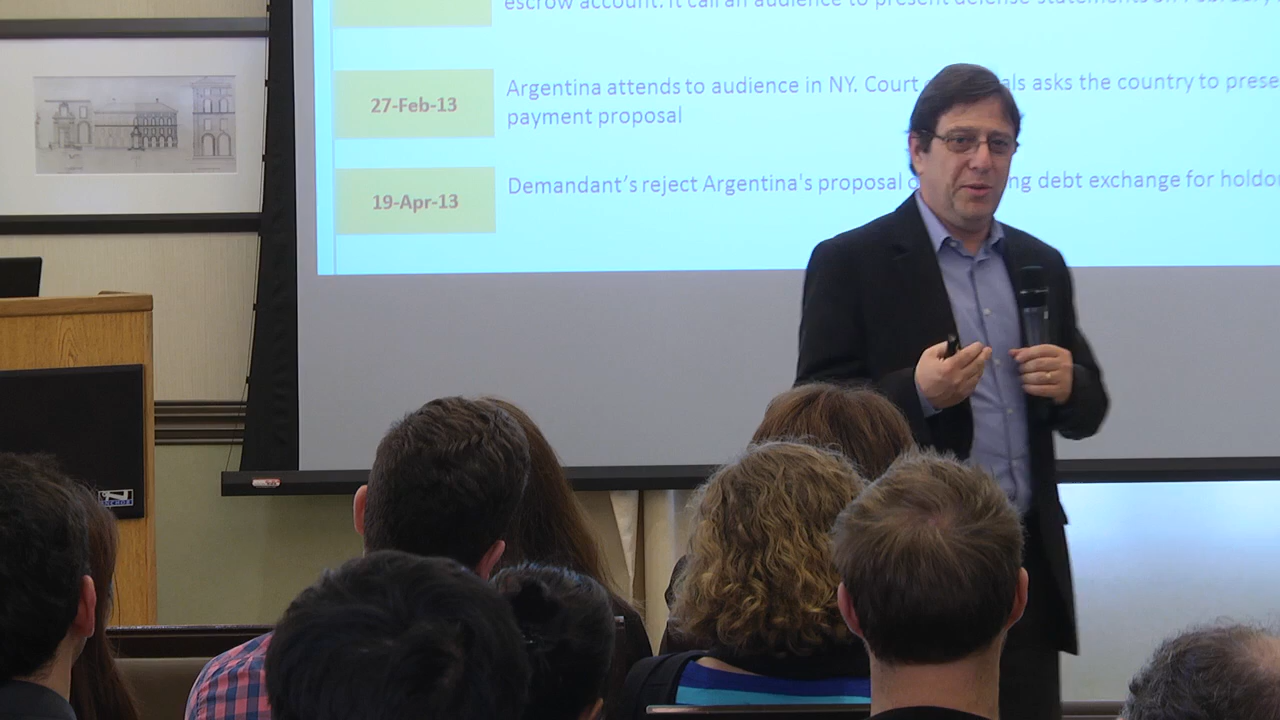 escrow account. It call an audience to present defense statements on February
27-Feb-13
Argentina attends to audience in NY. Court als asks the country to prese
payment proposal
19-Apr-13
Demandant's reject Argentina's proposal o ng debt exchange for holdo